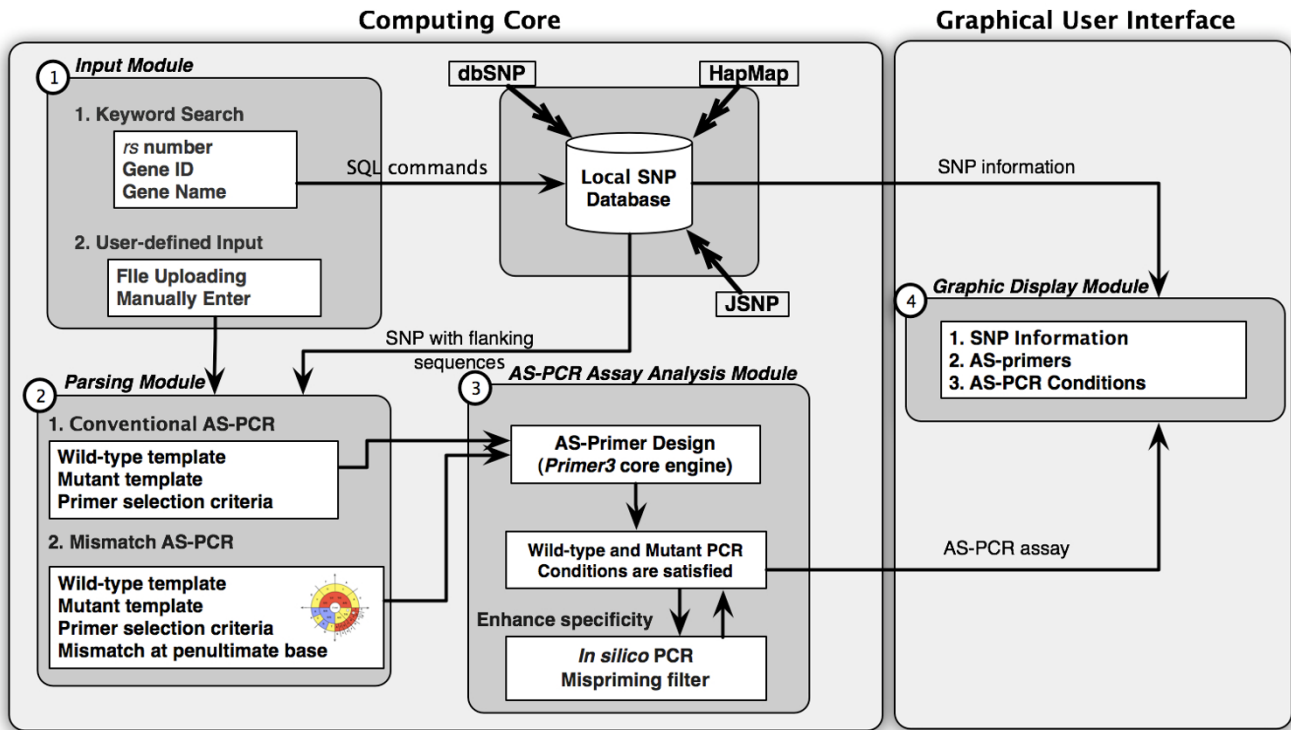 Computing Core
Graphical User Interface
1
Input Module
1. Keyword Search
rs number
Gene ID
Gene Name
2. User-defined Input
FIle Uploading
Manually Enter
SQL commands
dbSNP
HapMap
Local SNP
Database
JSNP
SNP information
SNP with flanking
sequences
2
Parsing Module
1. Conventional AS-PCR
Wild-type template
Mutant template
Primer selection criteria
2. Mismatch AS-PCR
Wild-type template
Mutant template
Primer selection criteria
Mismatch at penultimate base
3
AS-PCR Assay Analysis Module
AS-Primer Design
(Primer3 core engine)
Wild-type and Mutant PCR
Conditions are satisfied
Enhance specificity
In silico PCR
Mispriming filter
AS-PCR assay
4
Graphic Display Module
1. SNP Information
2. AS-primers
3. AS-PCR Conditions